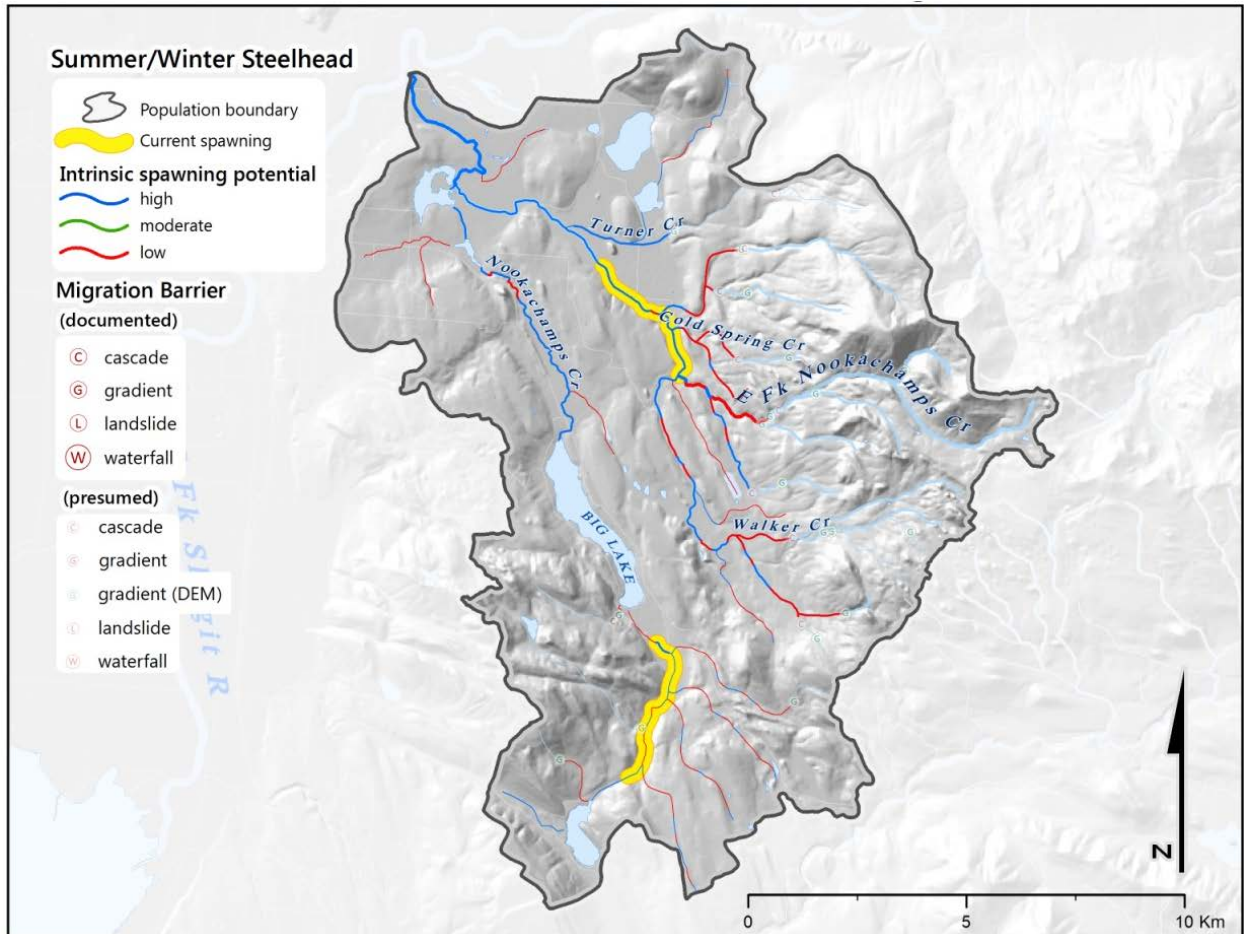 Summer/Winter Steelhead
Population boundary
Current spawning
Intrinsic spawning potential
high
moderate
low
Migration Barrier
(documented)
C cascade
G gradient
L landslide
W waterfall
(presumed)
C cascade
G gradient
G gradient (DEM)
L landslide
W waterfall
Turner Cr
Nookachamps Cr
Cold Spring Cr
E Fk Nookachamps Cr
BIG LAKE
Walker Cr
R
N
0 5 10 Km